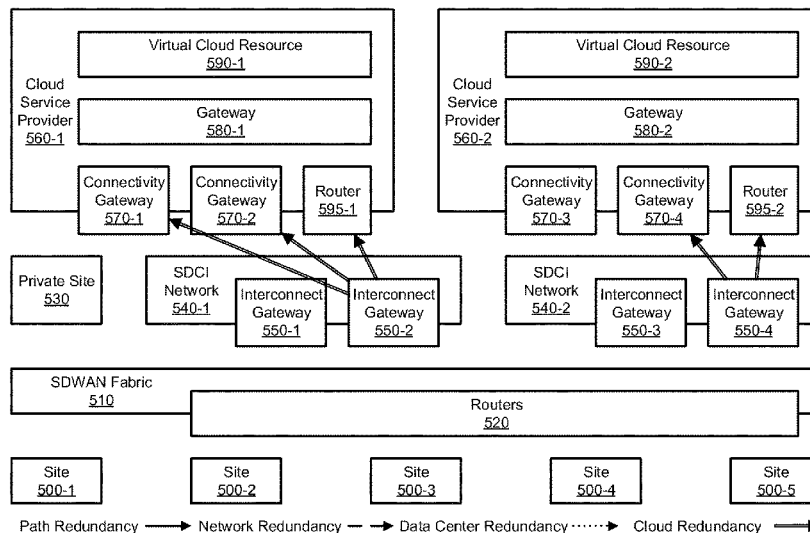 Virtual Cloud Resource
590-1
Cloud
Service
Provider
560-1
Gateway
580-1
Connectivity
Gateway
570-1
Connectivity
Gateway
570-2
Router
595-1
Virtual Cloud Resource
590-2
Cloud
Service
Provider
560-2
Gateway
580-2
Connectivity
Gateway
570-3
Connectivity
Gateway
570-4
Router
595-2
Private Site
530
SDCI
Network
540-1
Interconnect
Gateway
550-1
Interconnect
Gateway
550-2
SDCI
Network
540-2
Interconnect
Gateway
550-3
Interconnect
Gateway
550-4
SDWAN Fabric
510
Routers
520
Site
500-1
Site
500-2
Site
500-3
Site
500-4
Site
500-5
Path Redundancy Network Redundancy Data Center Redundancy Cloud Redundancy